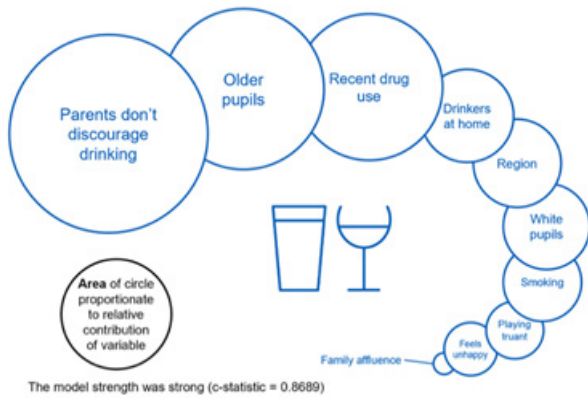 Parents don't
discourage
drinking
Older
pupils
Recent drug
use
Drinkers
at home
Region
White
pupils
Smoking
Playing
truant
Feels
unhappy
Family affluence
Area of circle
proportionate
to relative
contribution
of variable
The model strength was strong (c-statistic = 0.8689)